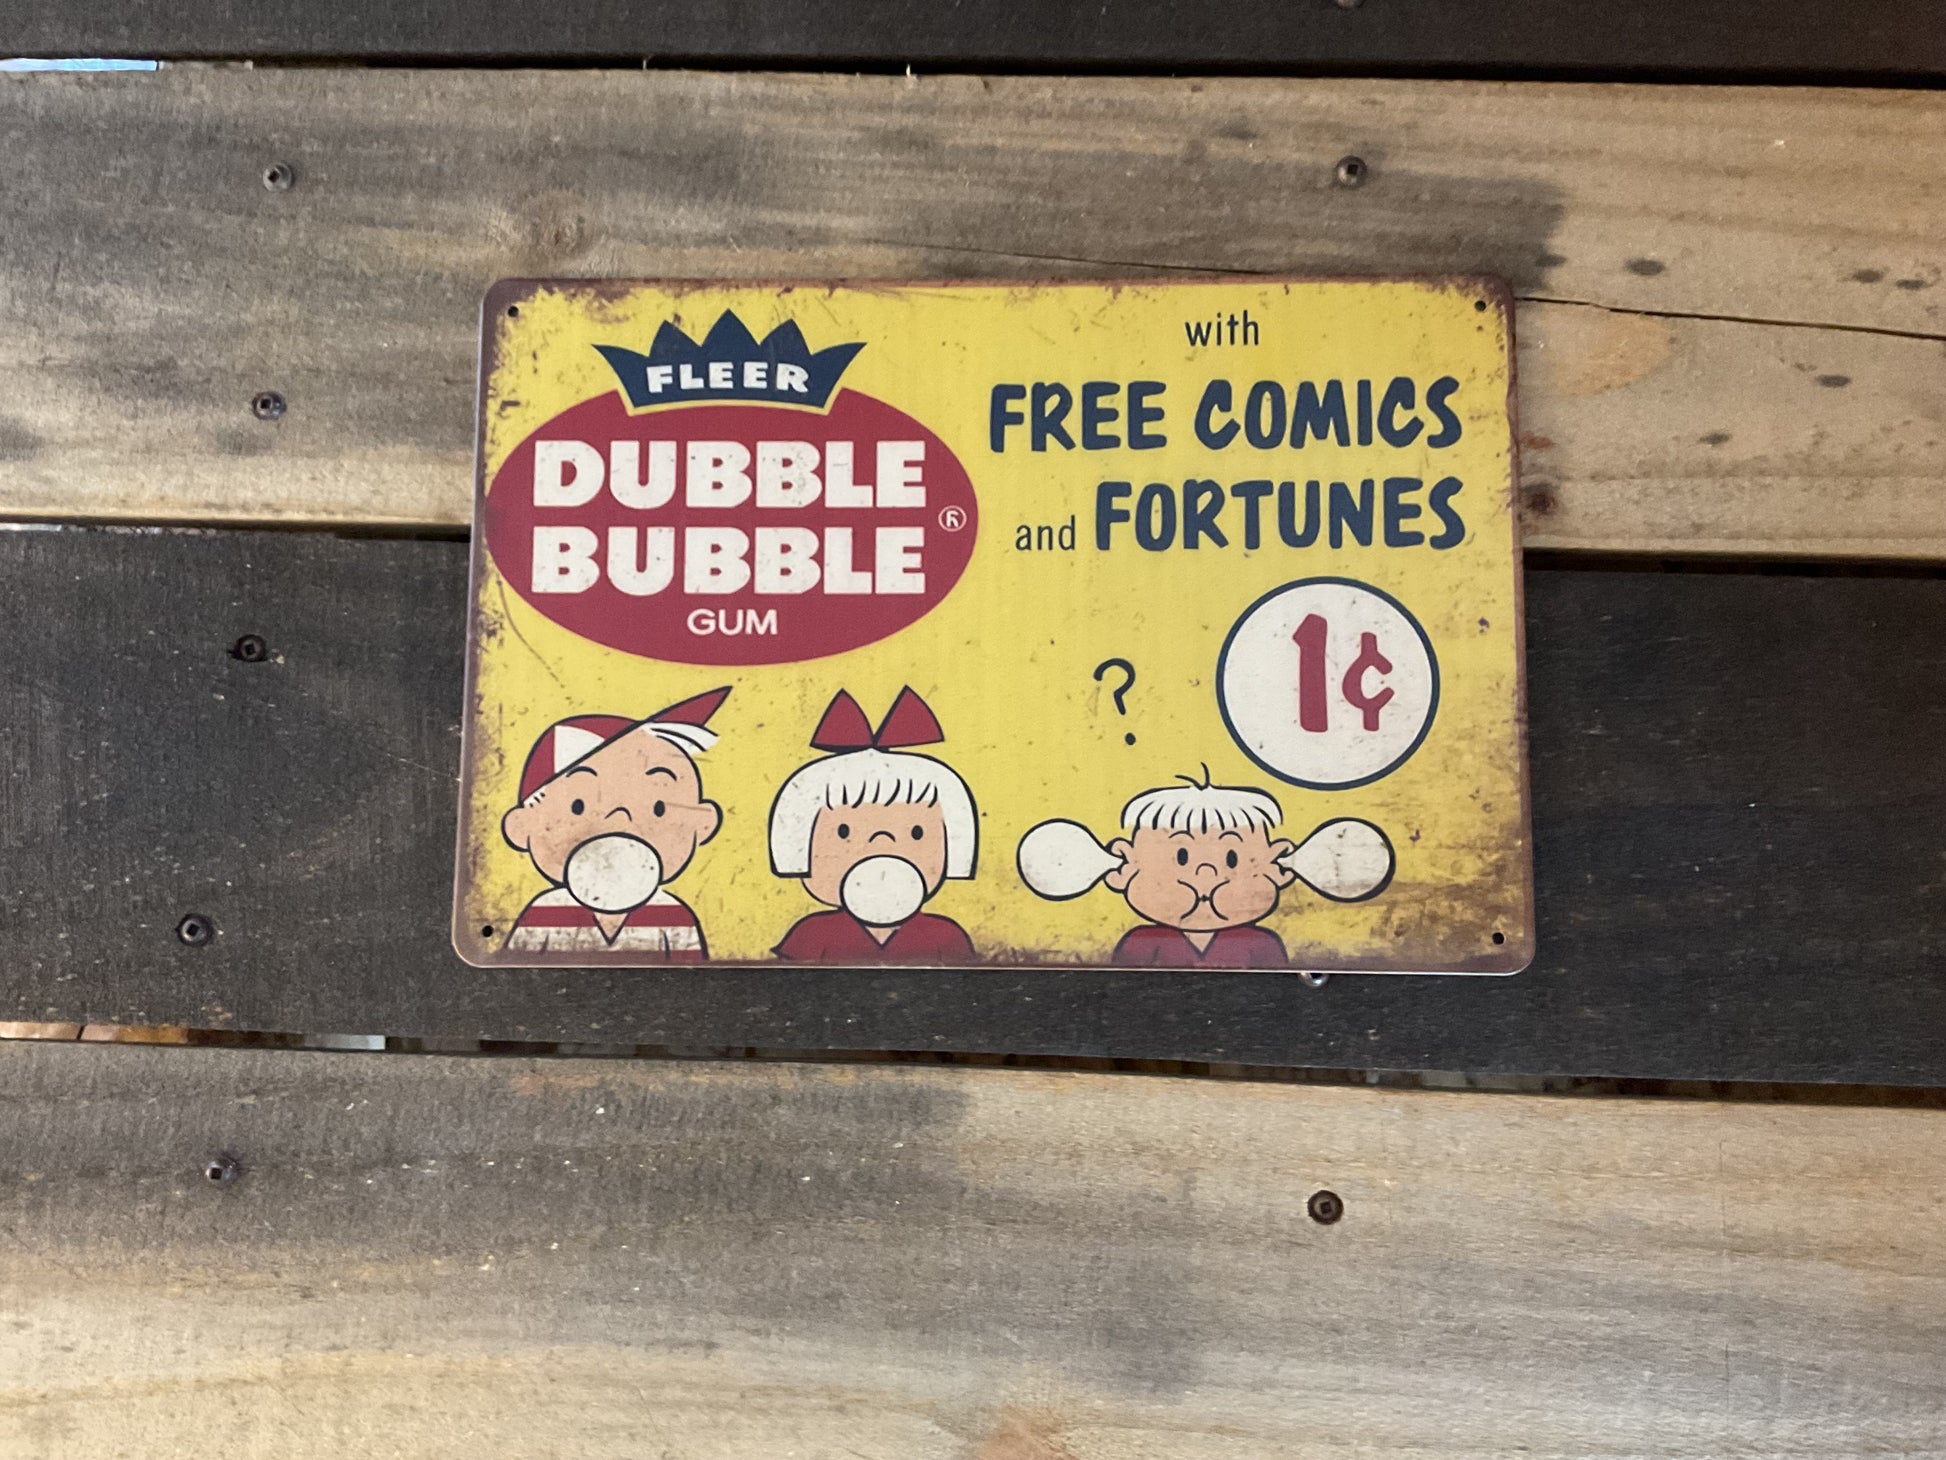 FLEER
DUBBLE
BUBBLE ®
GUM
with
FREE COMICS
and FORTUNES
1¢
?